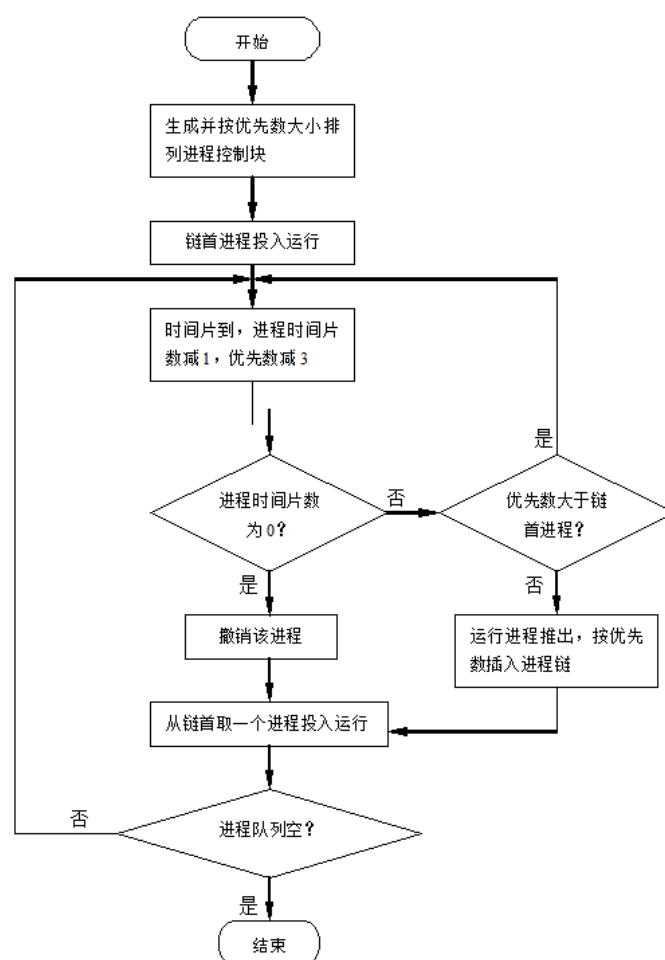 开始
生成并按优先数大小排
列进程控制块
链首进程投入运行
时间片到，进程时间片
数减1，优先数减3
是
进程时间片数
为0？
否
优先数大于链
首进程？
是
否
撤销该进程
运行进程推出，按优先
数插入进程链
从链首取一个进程投入运行
否
进程队列空？
是
结束